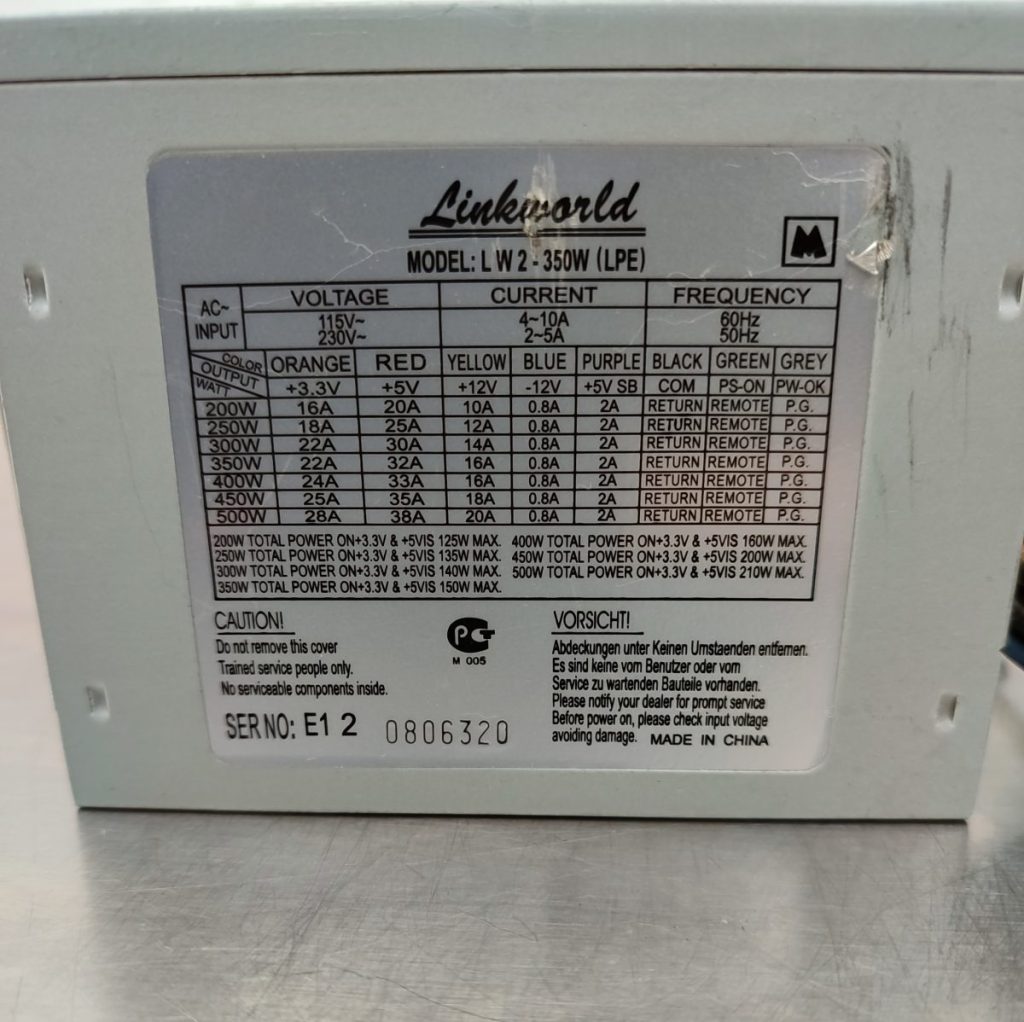 Linkworld
MODEL: L W 2 - 350W (LPE)
M
AC~ INPUT VOLTAGE CURRENT FREQUENCY
115V~ 4~10A 60Hz
230V~ 2~5A 50Hz
COLOR ORANGE RED YELLOW BLUE PURPLE BLACK GREEN GREY
OUTPUT WATT +3.3V +5V +12V -12V +5V SB COM PS-ON PW-OK
200W 16A 20A 10A 0.8A 2A RETURN REMOTE P.G.
250W 18A 25A 12A 0.8A 2A RETURN REMOTE P.G.
300W 22A 30A 14A 0.8A 2A RETURN REMOTE P.G.
350W 22A 32A 16A 0.8A 2A RETURN REMOTE P.G.
400W 24A 33A 16A 0.8A 2A RETURN REMOTE P.G.
450W 25A 35A 18A 0.8A 2A RETURN REMOTE P.G.
500W 28A 38A 20A 0.8A 2A RETURN REMOTE P.G.
200W TOTAL POWER ON+3.3V & +5VIS 125W MAX. 400W TOTAL POWER ON+3.3V & +5VIS 160W MAX.
250W TOTAL POWER ON+3.3V & +5VIS 135W MAX. 450W TOTAL POWER ON+3.3V & +5VIS 200W MAX.
300W TOTAL POWER ON+3.3V & +5VIS 140W MAX. 500W TOTAL POWER ON+3.3V & +5VIS 210W MAX.
350W TOTAL POWER ON+3.3V & +5VIS 150W MAX.
CAUTION!
Do not remove this cover
Trained service people only.
No serviceable components inside.
SER NO: E1 2 0806320
PCT
M 005
VORSICHT!
Abdeckungen unter Keinen Umstaenden entfernen.
Es sind keine vom Benutzer oder vom
Service zu wartenden Bauteile vorhanden.
Please notify your dealer for prompt service
Before power on, please check input voltage
avoiding damage. MADE IN CHINA